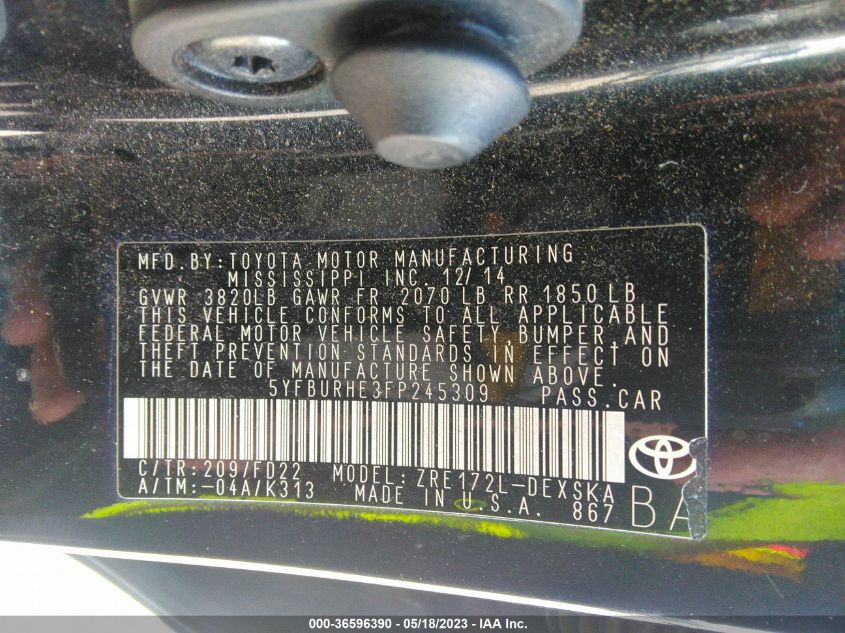 MFD.BY:TOYOTA MOTOR MANUFACTURING
MISSISSIPPI INC. 12/14
GVWR 3820LB GAWR FR 2070 LB RR 1850 LB
THIS VEHICLE CONFORMS TO ALL APPLICABLE
FEDERAL MOTOR VEHICLE SAFETY,BUMPER,AND
THEFT PREVENTION STANDARDS IN EFFECT ON
THE DATE OF MANUFACTURE SHOWN ABOVE.
5YFBURHE3FP245309 PASS.CAR
C/TR:209/FD22 MODEL:ZRE172L-DEXSKA
A/TM:-04A/K313 MADE IN U.S.A. 867
BA
000-36596390 - 05/18/2023 - IAA Inc.